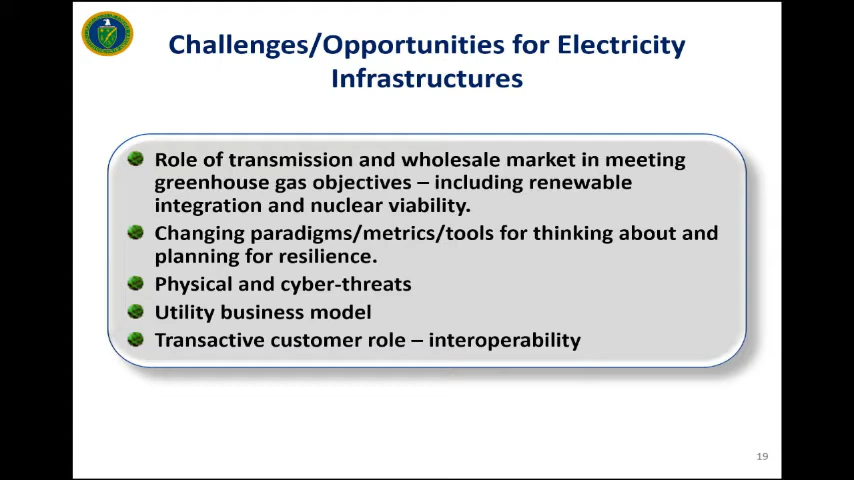 Challenges/Opportunities for Electricity
Infrastructures
Role of transmission and wholesale market in meeting
greenhouse gas objectives – including renewable
integration and nuclear viability.
Changing paradigms/metrics/tools for thinking about and
planning for resilience.
Physical and cyber-threats
Utility business model
Transactive customer role – interoperability
19